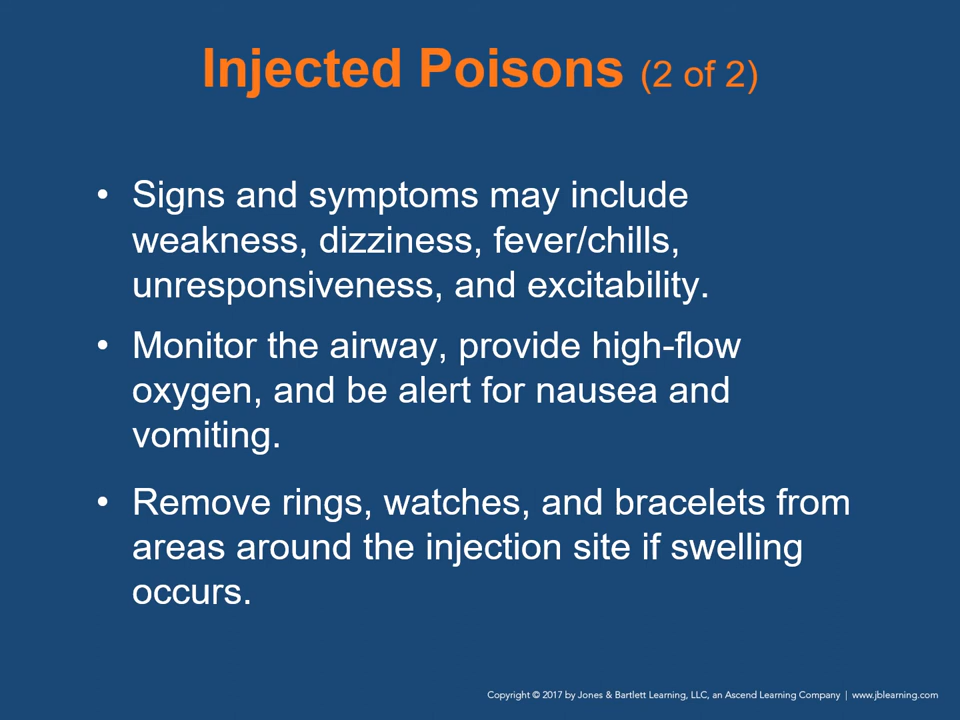 Injected Poisons (2 of 2)
• Signs and symptoms may include
weakness, dizziness, fever/chills,
unresponsiveness, and excitability.
• Monitor the airway, provide high-flow
oxygen, and be alert for nausea and
vomiting.
• Remove rings, watches, and bracelets from
areas around the injection site if swelling
occurs.
Copyright © 2017 by Jones & Bartlett Learning, LLC, an Ascend Learning Company | www.jblearning.com